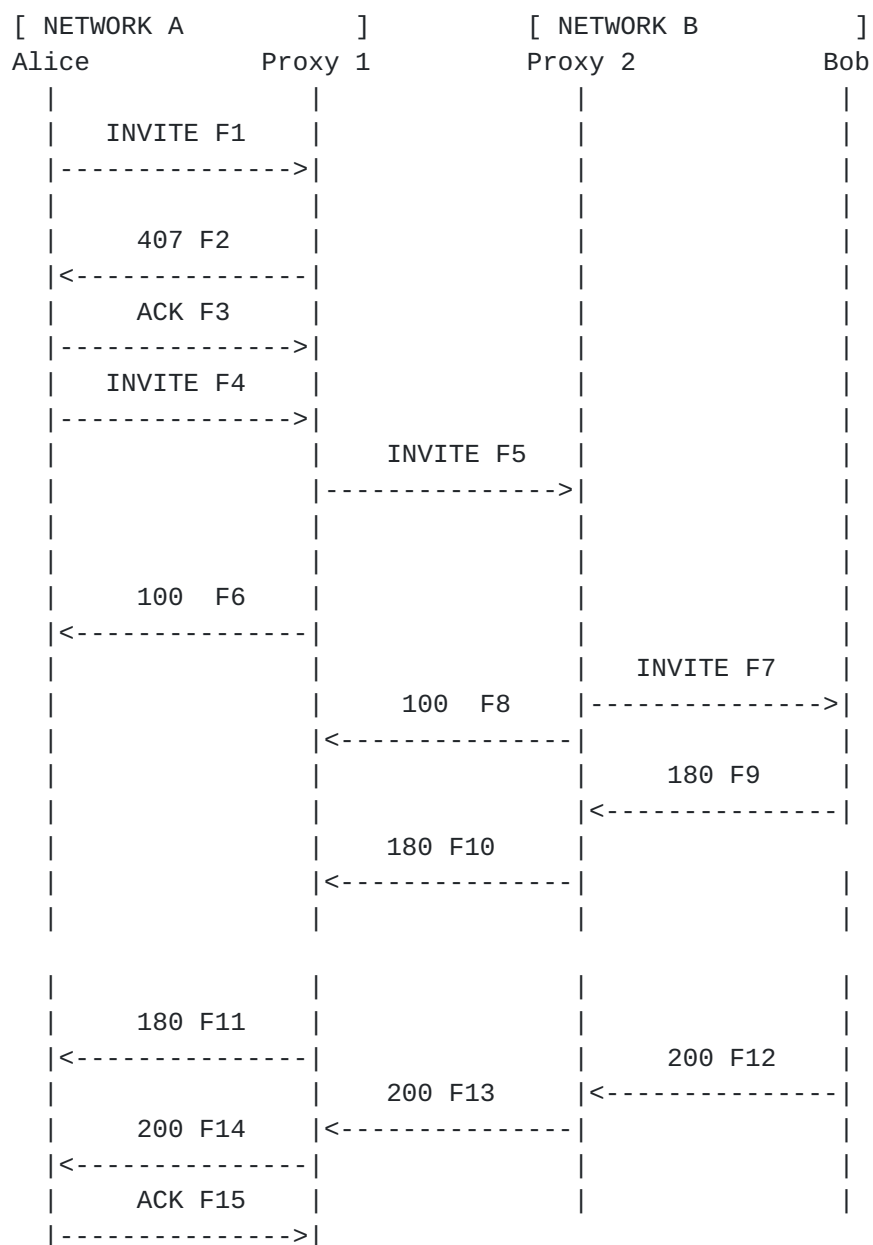 [ NETWORK A           ]          [ NETWORK B          ]
Alice           Proxy 1          Proxy 2           Bob
  |                |                |                |
  |   INVITE F1    |                |                |
  |--------------->|                |                |
  |                |                |                |
  |     407 F2     |                |                |
  |<---------------|                |                |
  |     ACK F3     |                |                |
  |--------------->|                |                |
  |   INVITE F4    |                |                |
  |--------------->|                |                |
  |                |    INVITE F5   |                |
  |                |--------------->|                |
  |                |                |                |
  |                |                |                |
  |     100  F6    |                |                |
  |<---------------|                |                |
  |                |                |   INVITE F7    |
  |                |     100  F8    |--------------->|
  |                |<---------------|                |
  |                |                |     180 F9     |
  |                |                |<---------------|
  |                |    180 F10     |
  |                |<---------------|                |
  |                |                |                |
  |                |                |                |
  |     180 F11    |                |                |
  |<---------------|                |     200 F12    |
  |                |    200 F13     |<---------------|
  |     200 F14    |<---------------|                |
  |<---------------|                |                |
  |     ACK F15    |                |                |
  |--------------->|